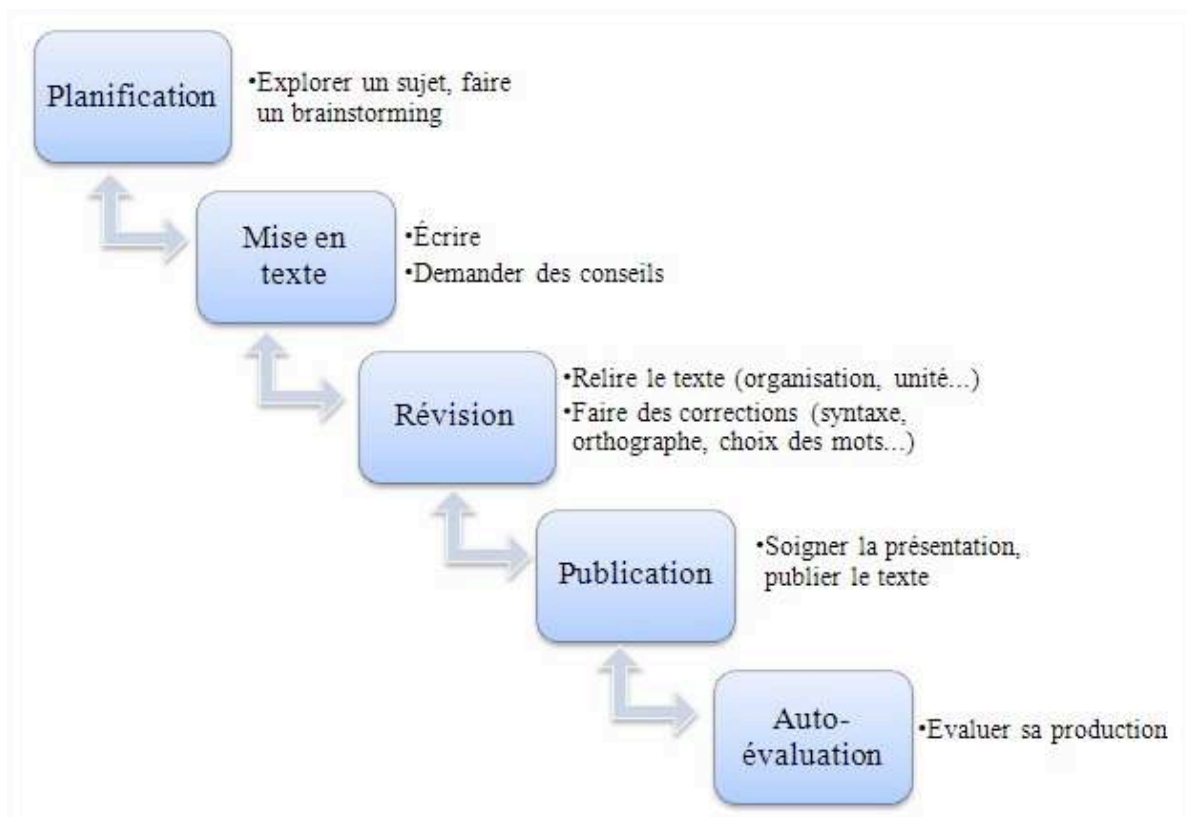 Planification
•Explorer un sujet, faire
un brainstorming
Mise en
texte
•Écrire
•Demander des conseils
Révision
•Relire le texte (organisation, unité...)
•Faire des corrections (syntaxe,
orthographe, choix des mots...)
Publication
•Soigner la présentation,
publier le texte
Auto-
évaluation
•Evaluer sa production